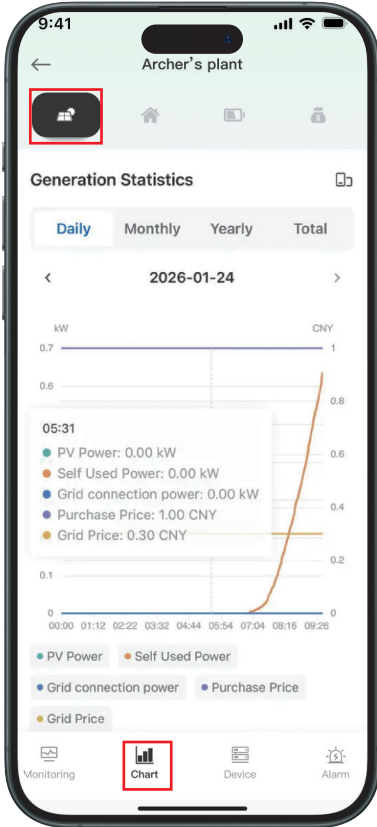 9:41
Archer's plant
Generation Statistics
Daily Monthly Yearly Total
2026-01-24
kW CNY
0.7 1
0.6
0.8
05:31
PV Power: 0.00 kW
Self Used Power: 0.00 kW
0.6
Grid connection power: 0.00 kW
Purchase Price: 1.00 CNY
0.4
Grid Price: 0.30 CNY
0.2
0.1
0 0
00:00 01:12 02:22 03:32 04:44 05:54 07:04 08:16 09:26
PV Power Self Used Power
Grid connection power Purchase Price
Grid Price
Monitoring Chart Device Alarm